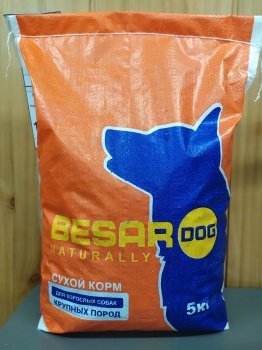 BESAR DOG
NATURALLY
СУХОЙ КОРМ
ДЛЯ ВЗРОСЛЫХ СОБАК
КРУПНЫХ ПОРОД
5КГ